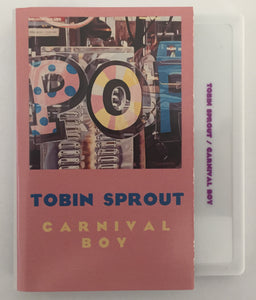 POP
TOBIN SPROUT
CARNIVAL
BOY
TOBIN SPROUT / CARNIVAL BOY